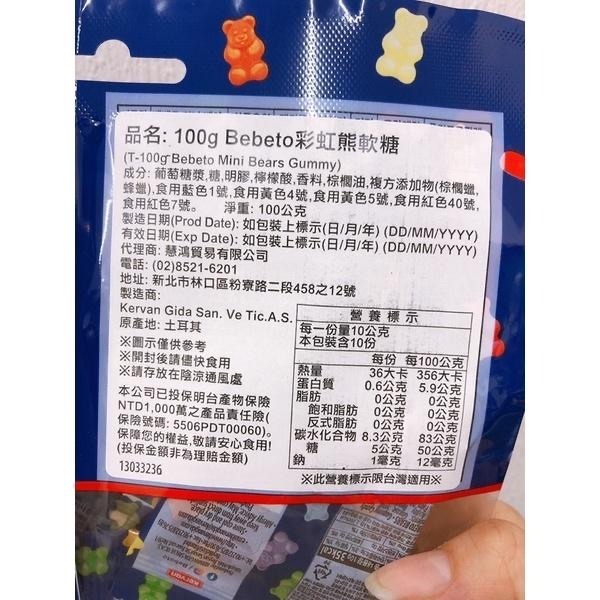 品名: 100g Bebeto彩虹熊軟糖
(T-100g Bebeto Mini Bears Gummy)
成分: 葡萄糖漿,糖,明膠,檸檬酸,香料,棕櫚油,複方添加物(棕櫚蠟,
蜂蠟),食用藍色1號,食用黃色4號,食用黃色5號,食用紅色40號,
食用紅色7號。 淨重: 100公克
製造日期(Prod Date): 如包裝上標示(日/月/年) (DD/MM/YYYY)
有效日期(Exp Date): 如包裝上標示(日/月/年) (DD/MM/YYYY)
代理商: 慧鴻貿易有限公司
電話: (02)8521-6201
地址: 新北市林口區粉寮路二段458之12號
製造商:
Kervan Gida San. Ve Tic.A.S.
原產地: 土耳其
※圖示僅供參考
※開封後請儘快食用
※請存放在陰涼通風處
本公司已投保明台產物保險
NTD1,000萬之產品責任險(
保險號碼: 5506PDT00060)。
保障您的權益,敬請安心食用!
(投保金額非為理賠金額)
13033236
營養標示
每一份量10公克
本包裝含10份
每份 每100公克
熱量 36大卡 356大卡
蛋白質 0.6公克 5.9公克
脂肪 0公克 0公克
飽和脂肪 0公克 0公克
反式脂肪 0公克 0公克
碳水化合物 8.3公克 83公克
糖 5公克 50公克
鈉 1毫克 12毫克
※此營養標示限台灣適用※